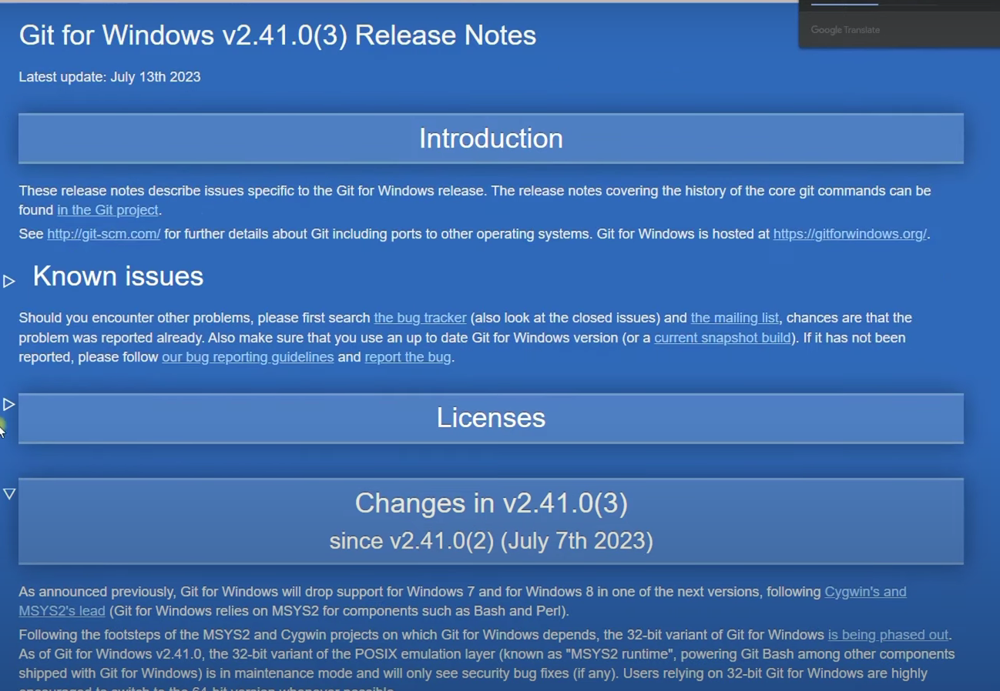 Google Translate
Git for Windows v2.41.0(3) Release Notes
Latest update: July 13th 2023
Introduction
These release notes describe issues specific to the Git for Windows release. The release notes covering the history of the core git commands can be
found in the Git project.
See http://git-scm.com/ for further details about Git including ports to other operating systems. Git for Windows is hosted at https://gitforwindows.org/.
Known issues
Should you encounter other problems, please first search the bug tracker (also look at the closed issues) and the mailing list, chances are that the
problem was reported already. Also make sure that you use an up to date Git for Windows version (or a current snapshot build). If it has not been
reported, please follow our bug reporting guidelines and report the bug.
Licenses
Changes in v2.41.0(3)
since v2.41.0(2) (July 7th 2023)
As announced previously, Git for Windows will drop support for Windows 7 and for Windows 8 in one of the next versions, following Cygwin's and
MSYS2's lead (Git for Windows relies on MSYS2 for components such as Bash and Perl).
Following the footsteps of the MSYS2 and Cygwin projects on which Git for Windows depends, the 32-bit variant of Git for Windows is being phased out.
As of Git for Windows v2.41.0, the 32-bit variant of the POSIX emulation layer (known as "MSYS2 runtime", powering Git Bash among other components
shipped with Git for Windows) is in maintenance mode and will only see security bug fixes (if any). Users relying on 32-bit Git for Windows are highly